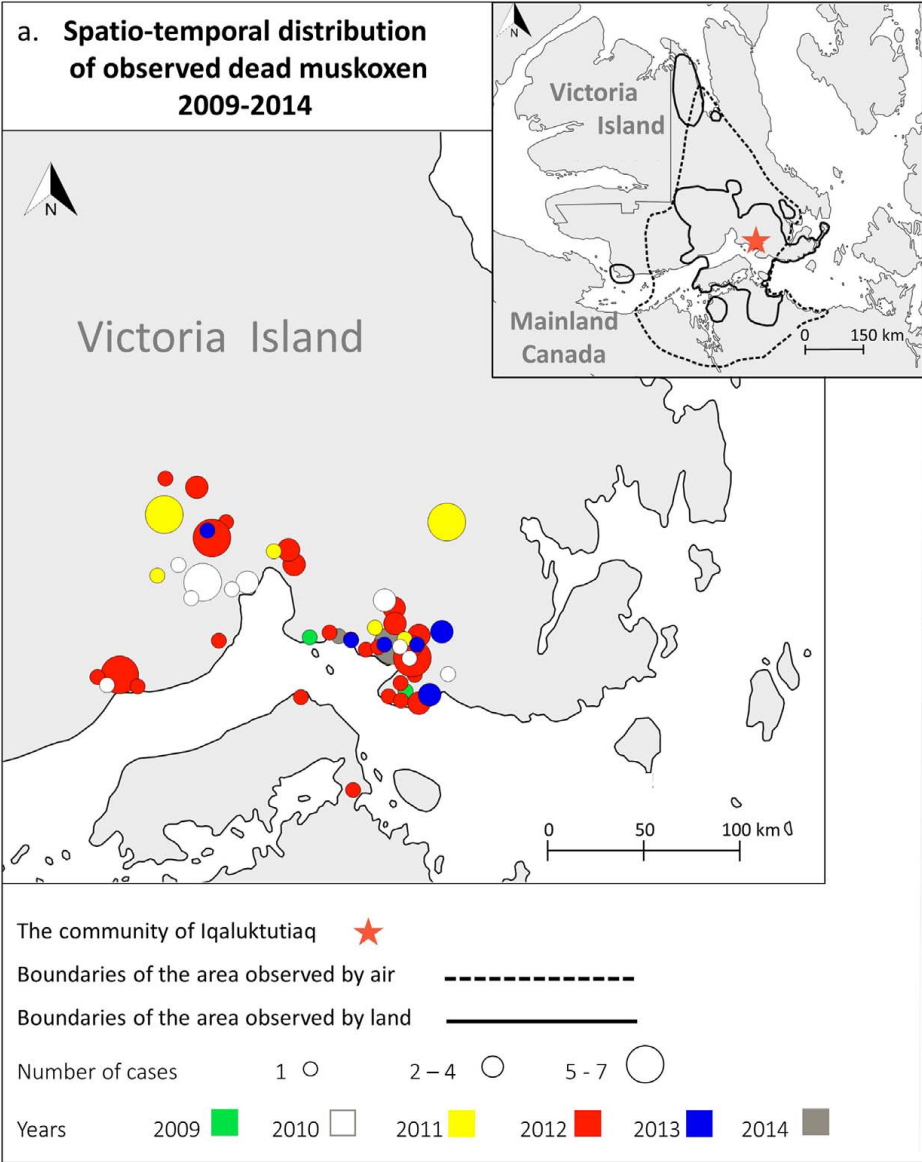 a. Spatio-temporal distribution
of observed dead muskoxen
2009-2014
N
Victoria
Island
Mainland
Canada
0 150 km
N
Victoria Island
0 50 100 km
The community of Iqaluktutiaq
Boundaries of the area observed by air
Boundaries of the area observed by land
Number of cases 1 2 – 4 5 - 7
Years 2009 2010 2011 2012 2013 2014